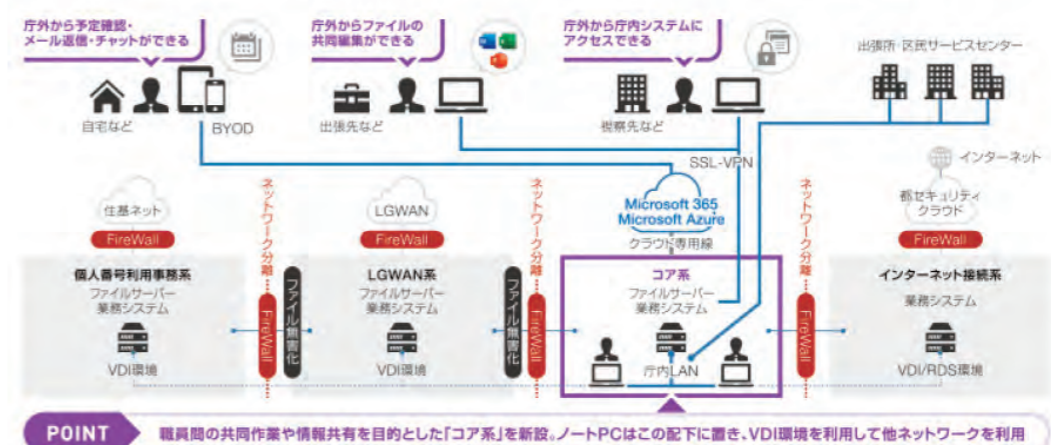 庁外から予定確認・
メール返信・チャットができる
庁外からファイルの
共同編集ができる
庁外から庁内システムに
アクセスできる
出張所・区民サービスセンター
自宅など
BYOD
出張先など
視察先など
SSL-VPN
インターネット
住基ネット
FireWall
ネットワーク分離
LGWAN
FireWall
ネットワーク分離
Microsoft 365
Microsoft Azure
クラウド専用線
ネットワーク分離
都セキュリティ
クラウド
FireWall
個人番号利用事務系
ファイルサーバー
業務システム
VDI環境
FireWall
ファイル無害化
LGWAN系
ファイルサーバー
業務システム
VDI環境
ファイル無害化
FireWall
コア系
ファイルサーバー
業務システム
庁内LAN
FireWall
インターネット接続系
業務システム
VDI/RDS環境
POINT
職員間の共同作業や情報共有を目的とした「コア系」を新設。ノートPCはこの配下に置き、VDI環境を利用して他ネットワークを利用